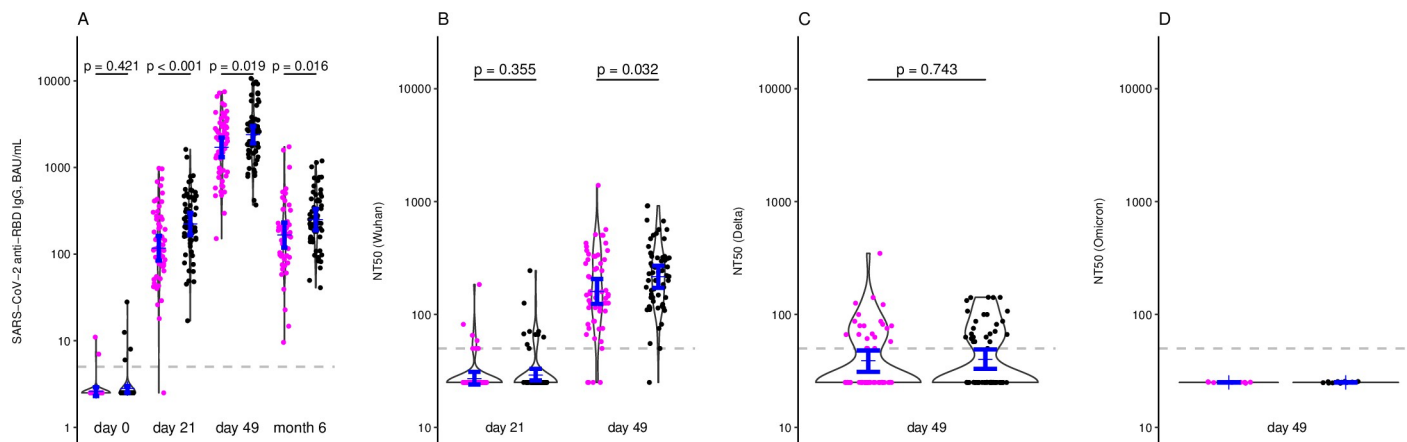 A
SARS−CoV−2 anti−RBD IgG, BAU/mL
p = 0.421
p < 0.001
p = 0.019
p = 0.016
10000
1000
100
10
1
day 0
day 21
day 49
month 6
B
NT50 (Wuhan)
p = 0.355
p = 0.032
10000
1000
100
10
day 21
day 49
C
NT50 (Delta)
p = 0.743
10000
1000
100
10
day 49
D
NT50 (Omicron)
10000
1000
100
10
day 49